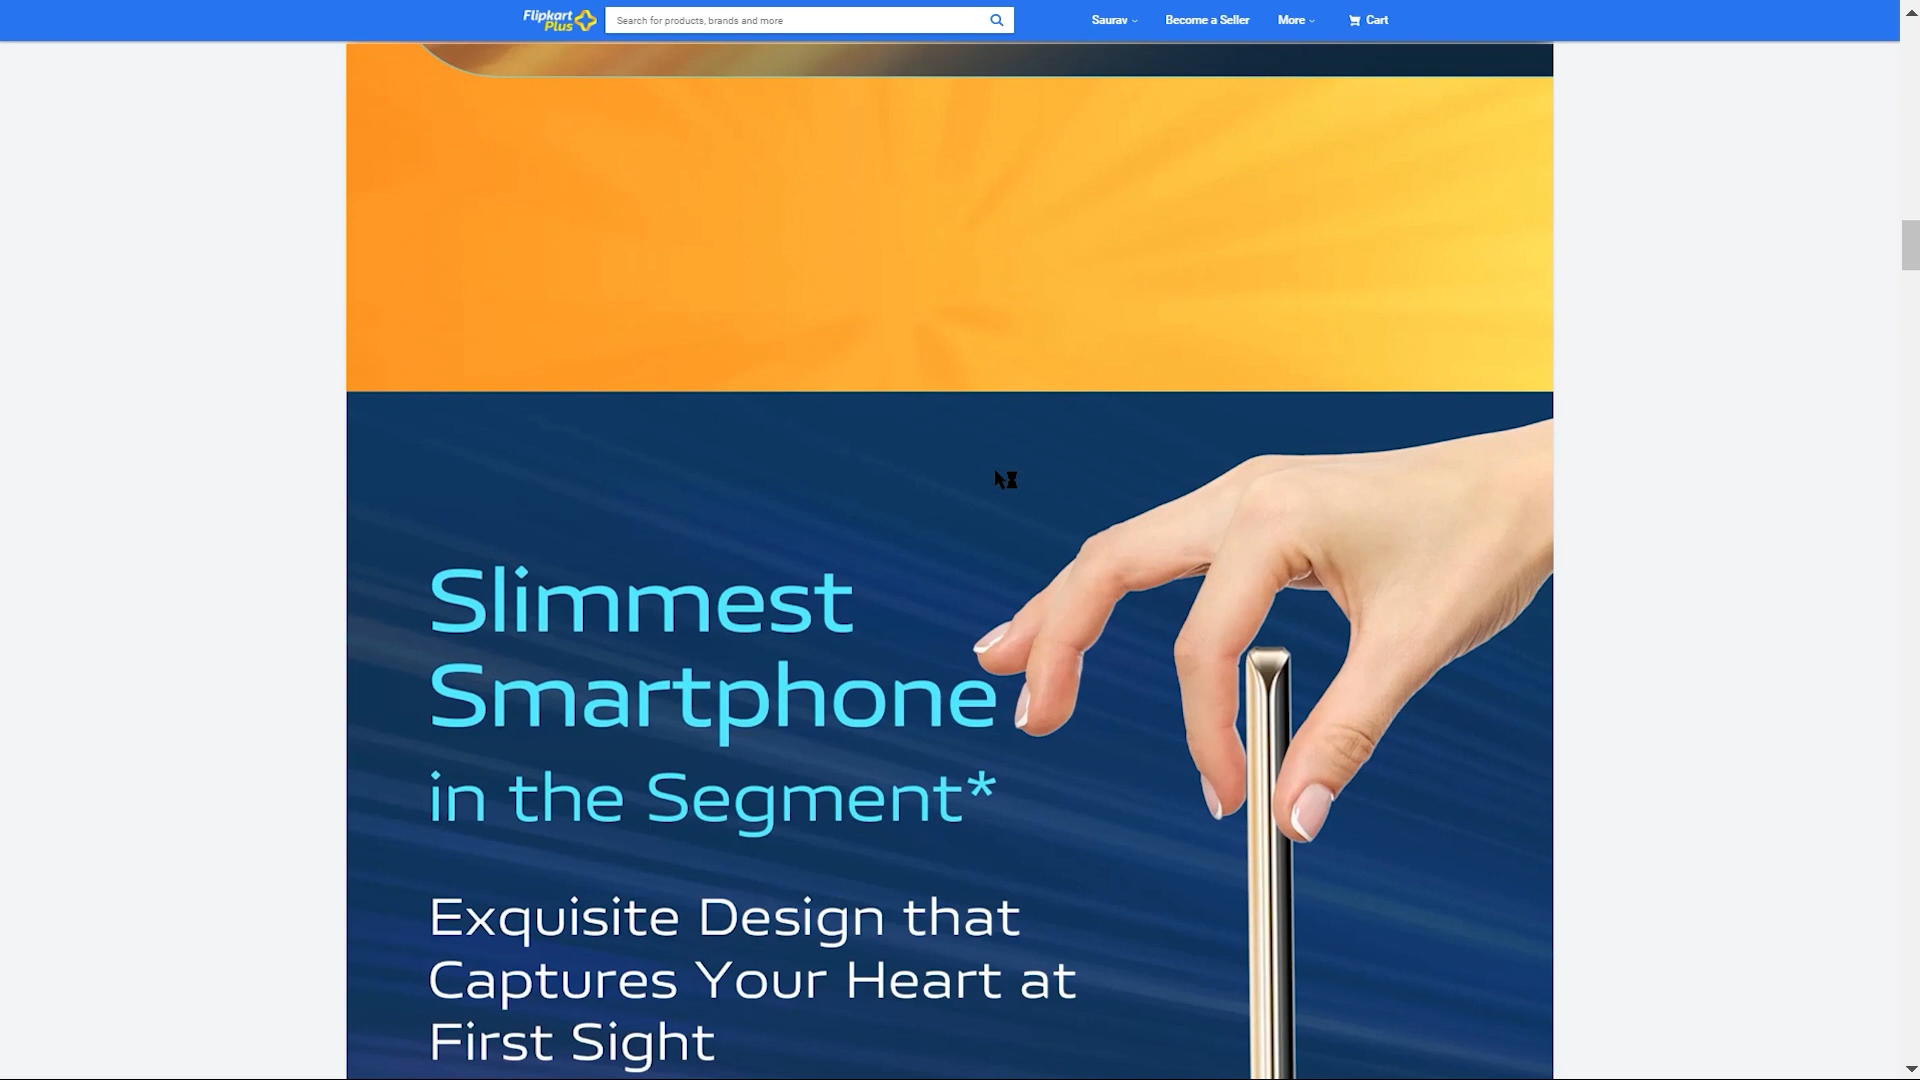 Flipkart
Plus
Search for products, brands and more
Saurav
Become a Seller
More
Cart
Slimmest
Smartphone
in the Segment*
Exquisite Design that
Captures Your Heart at
First Sight